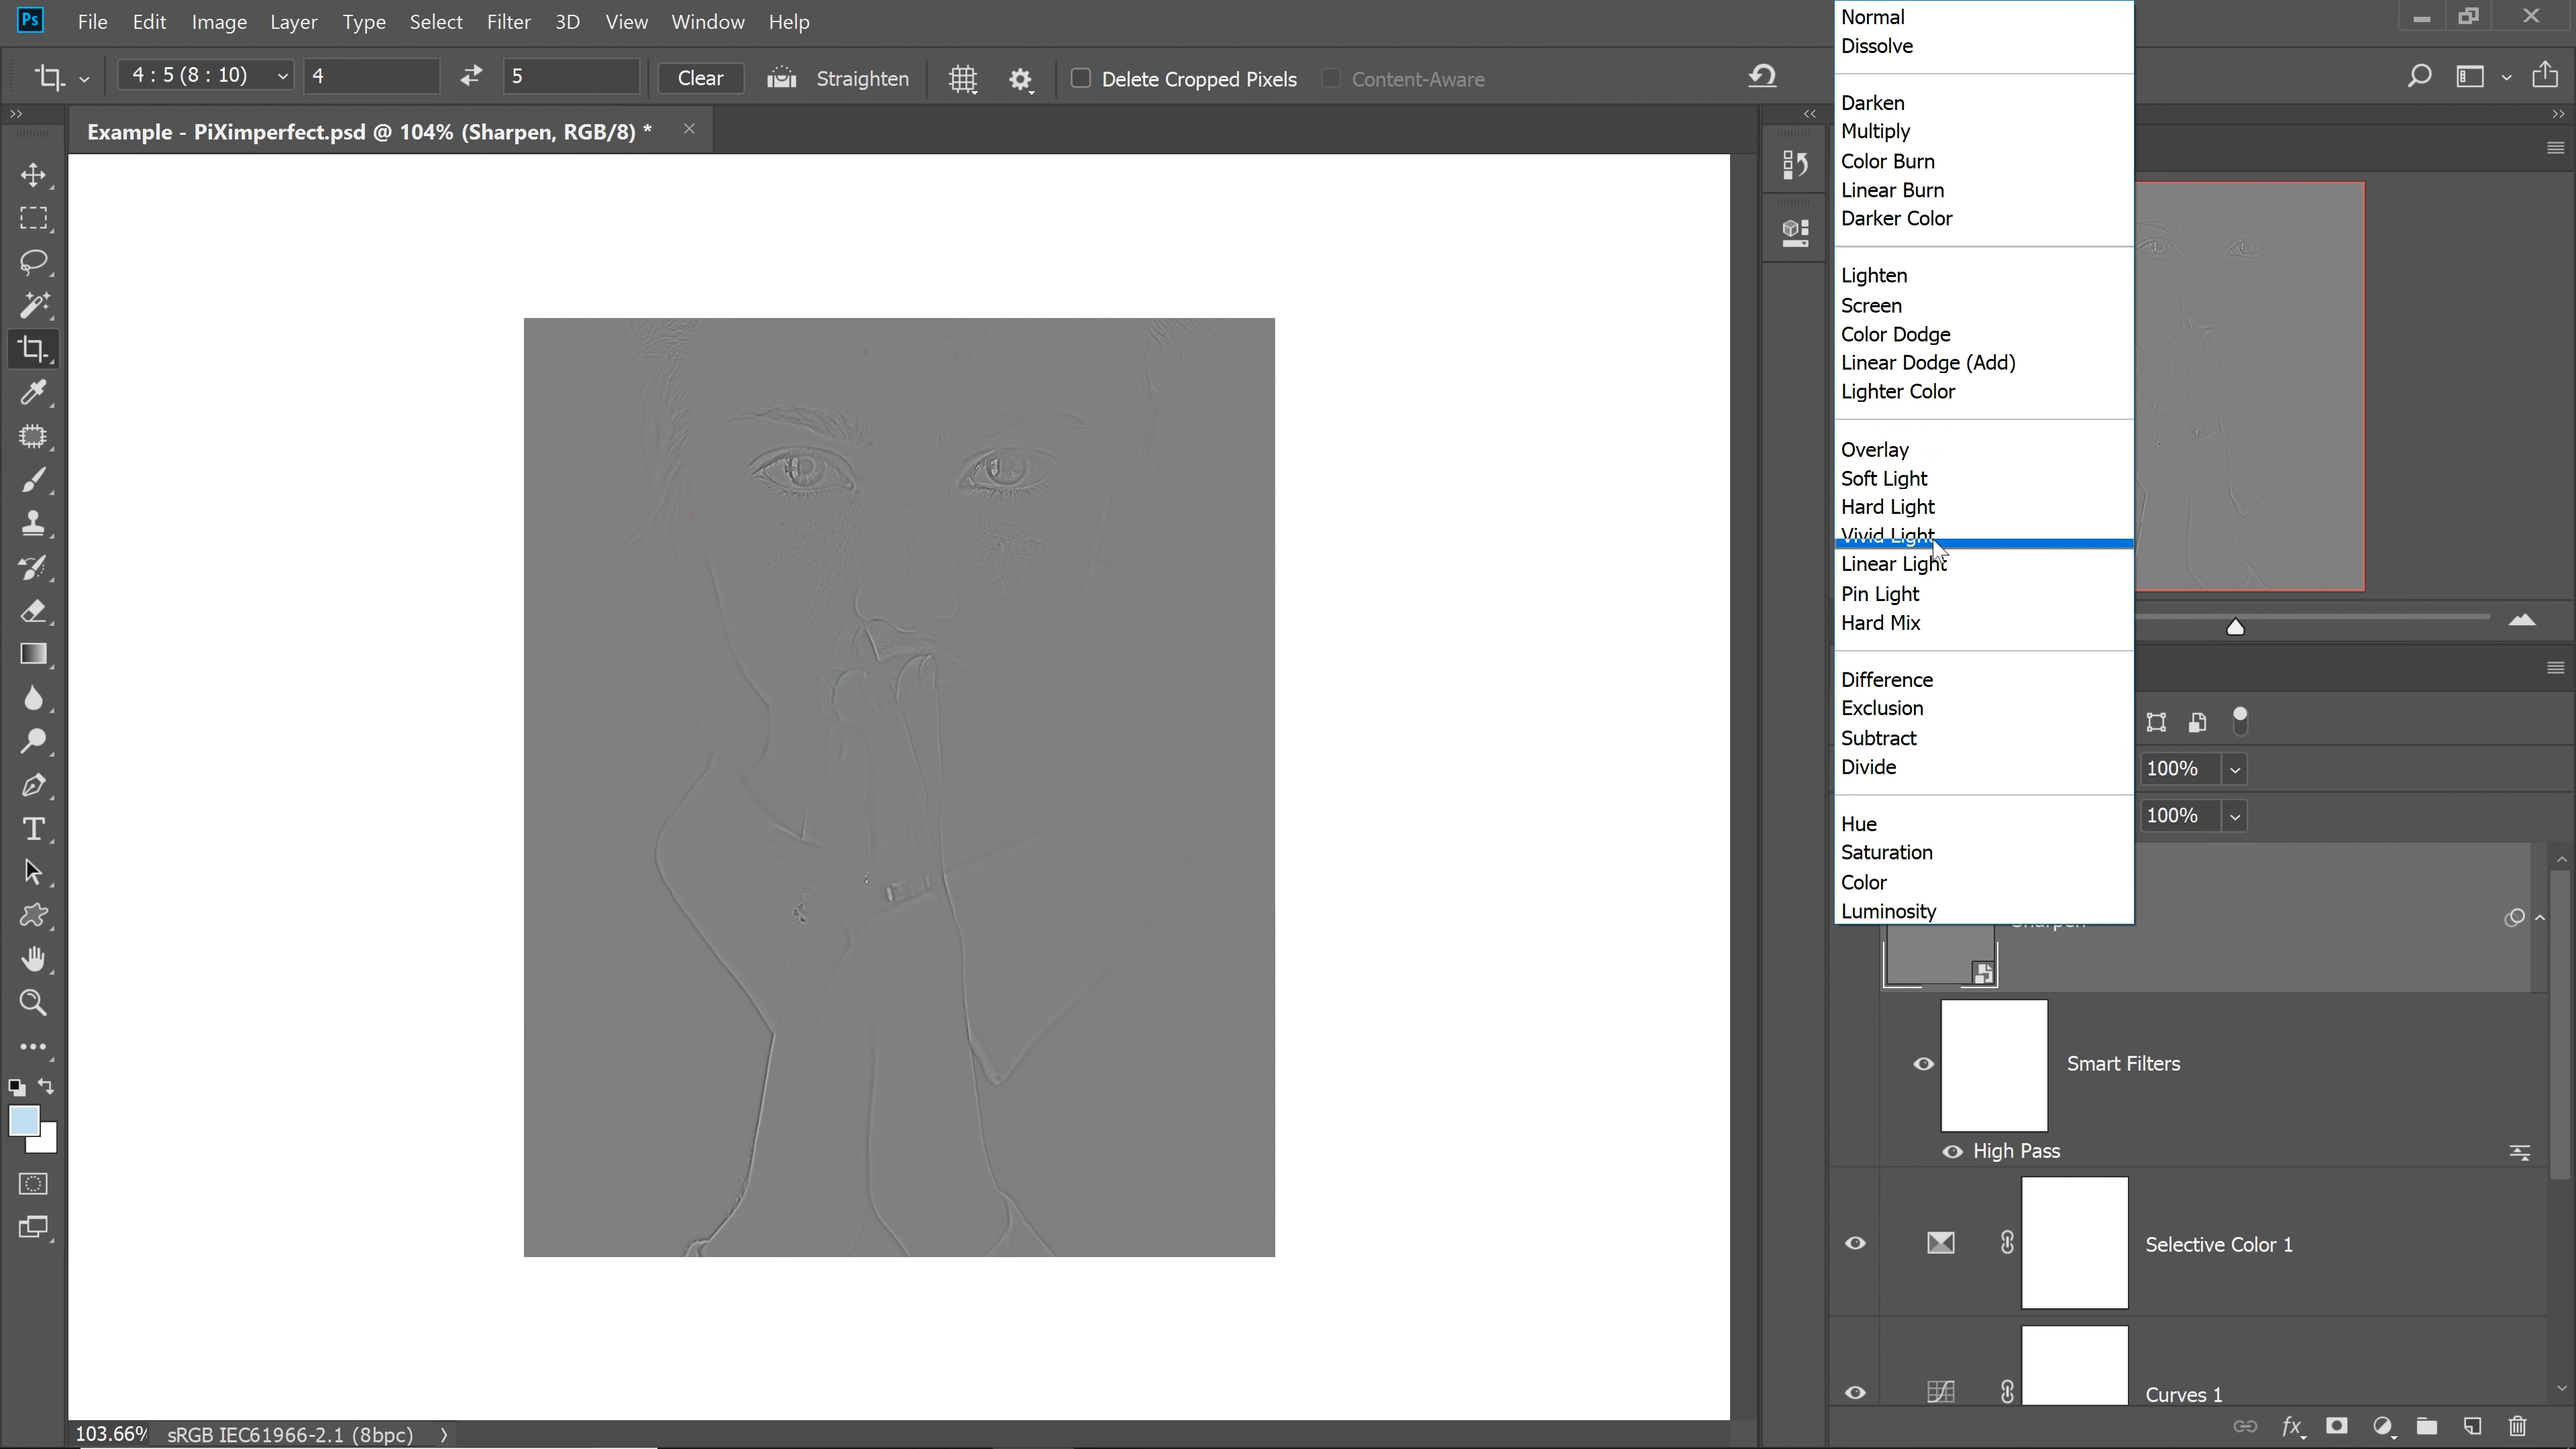 Ps File Edit Image Layer Type Select Filter 3D View Window Help
4 : 5 (8 : 10) 4 5 Clear Straighten Delete Cropped Pixels Content-Aware
Example - PiXimperfect.psd @ 104% (Sharpen, RGB/8) *
Normal
Dissolve
Darken
Multiply
Color Burn
Linear Burn
Darker Color
Lighten
Screen
Color Dodge
Linear Dodge (Add)
Lighter Color
Overlay
Soft Light
Hard Light
Vivid Light
Linear Light
Pin Light
Hard Mix
Difference
Exclusion
Subtract
Divide
Hue
Saturation
Color
Luminosity
100%
100%
Sharpen
Smart Filters
High Pass
Selective Color 1
Curves 1
fx
103.66% sRGB IEC61966-2.1 (8bpc)